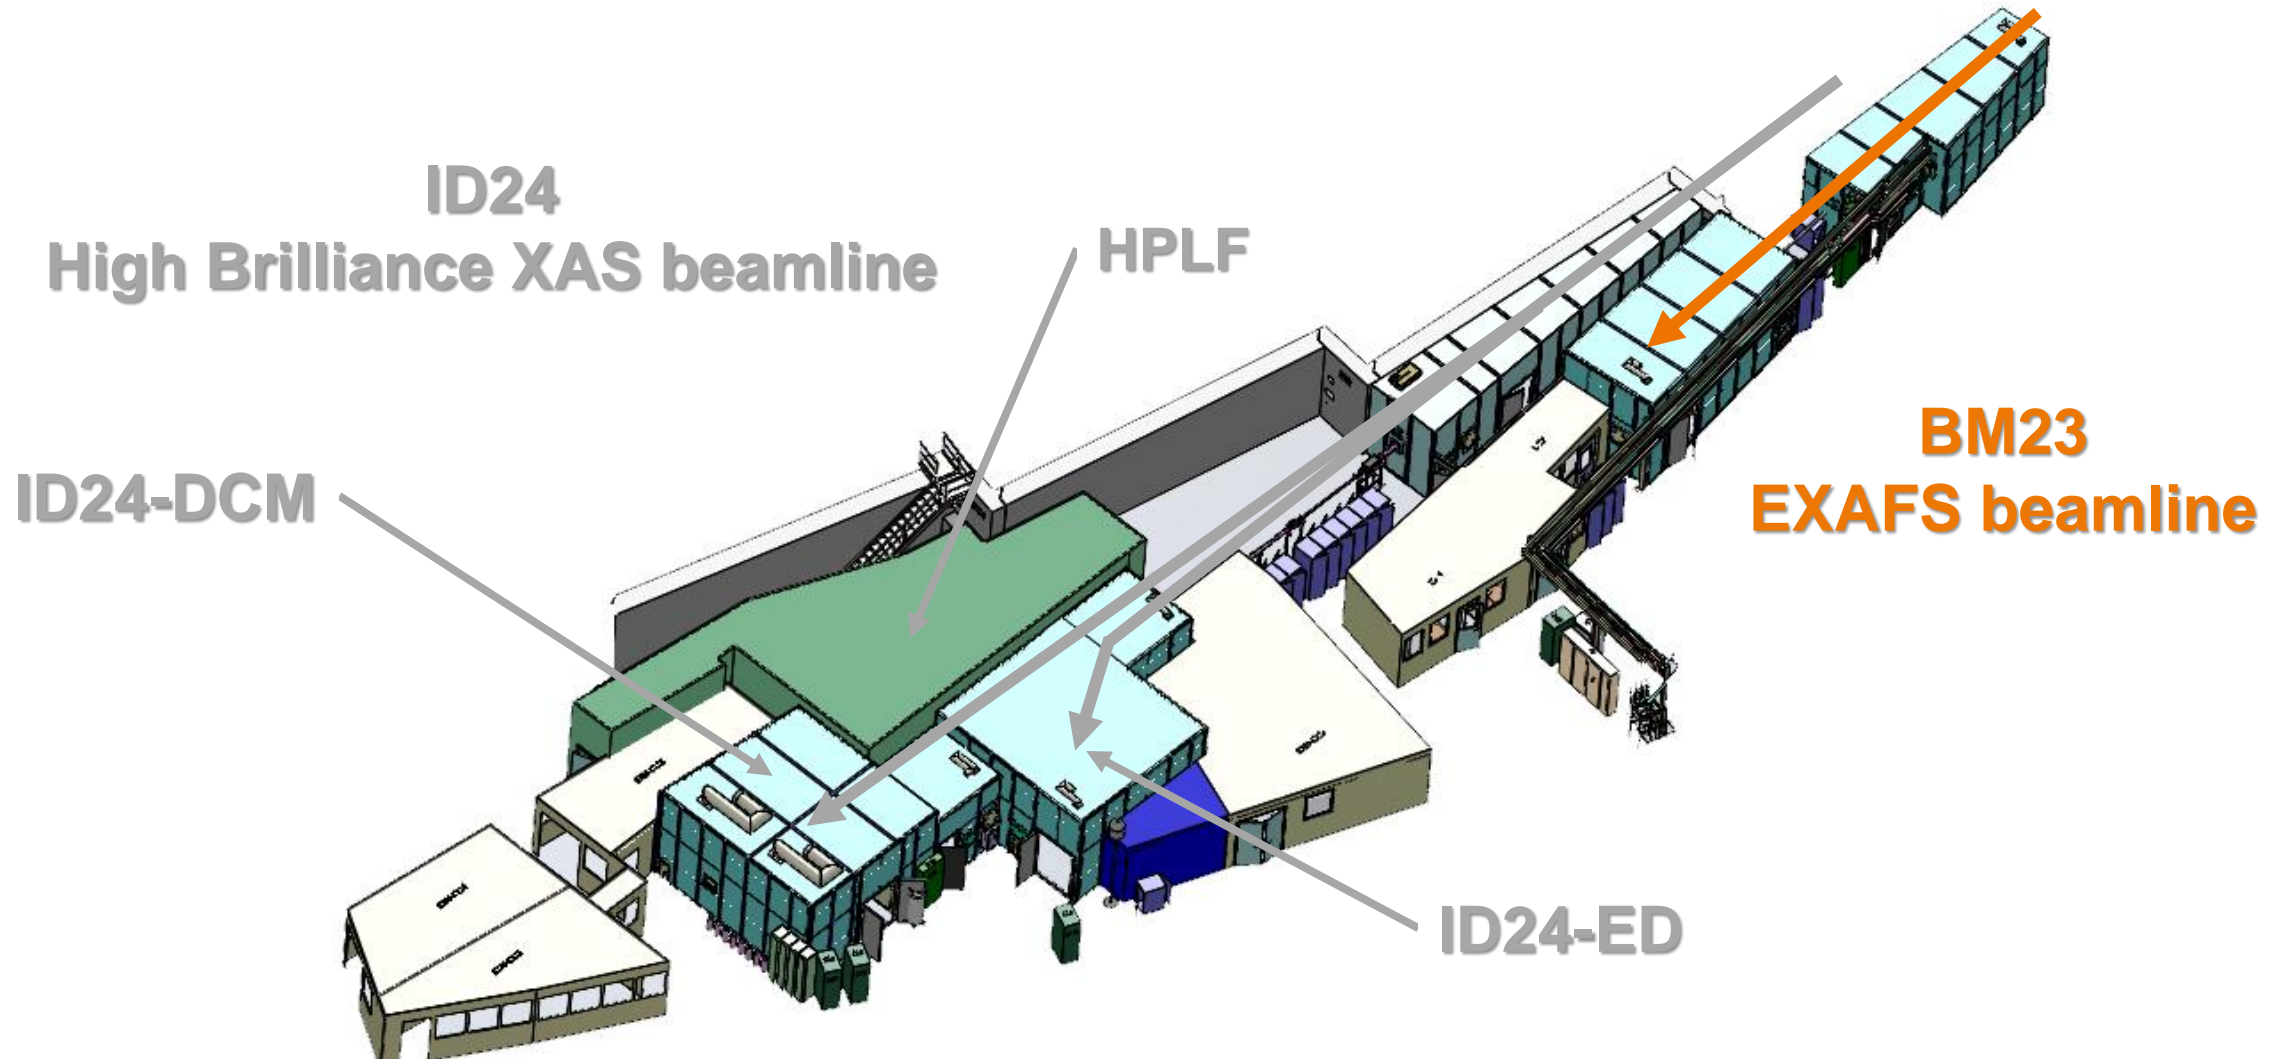 ID24
High Brilliance XAS beamline
HPLF
ID24-DCM
BM23
EXAFS beamline
ID24-ED